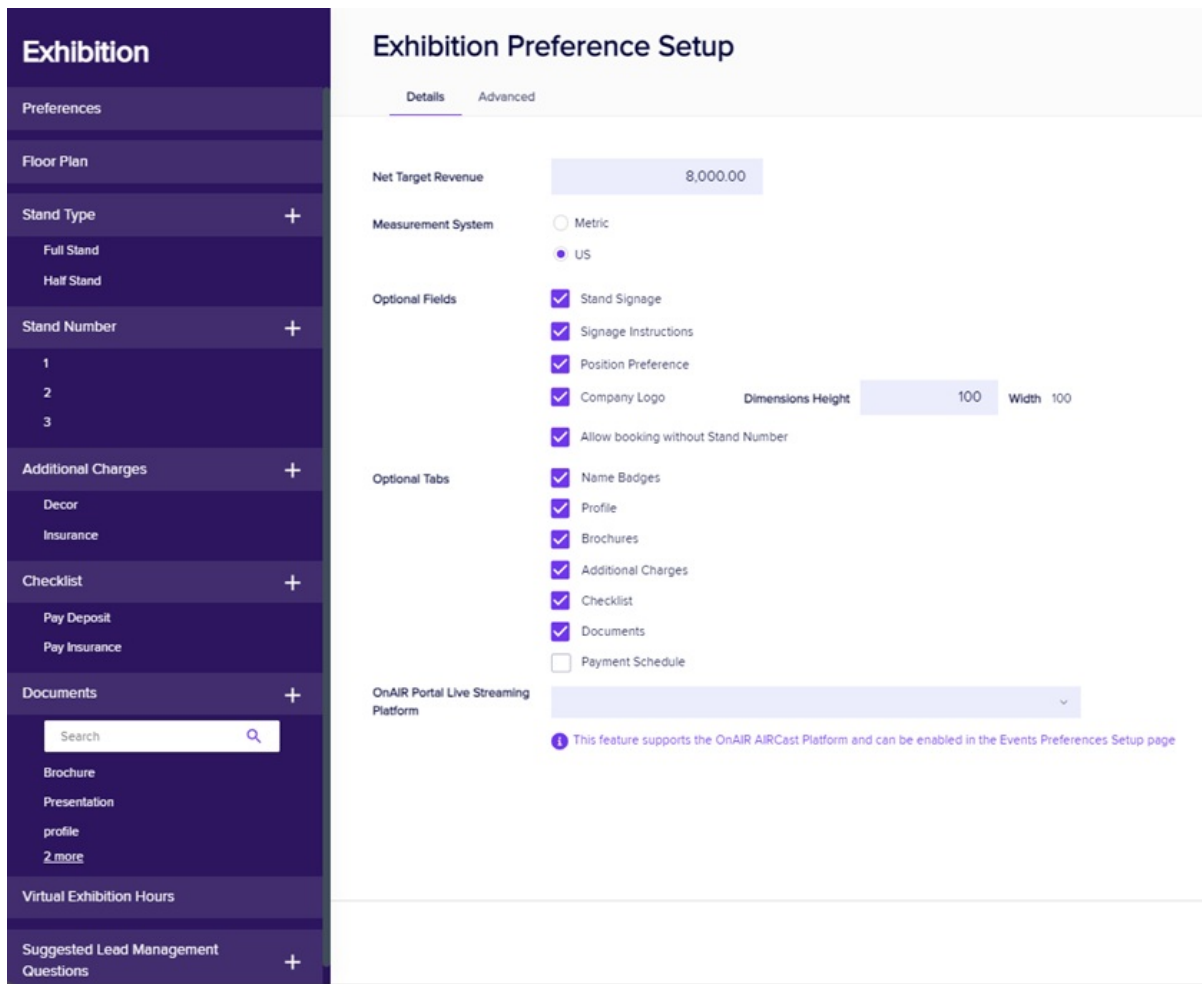 Exhibition
Preferences
Floor Plan
Stand Type
Full Stand
Half Stand
Stand Number
1
2
3
Additional Charges
Decor
Insurance
Checklist
Pay Deposit
Pay Insurance
Documents
Search
Brochure
Presentation
profile
2 more
Virtual Exhibition Hours
Suggested Lead Management
Questions
Exhibition Preference Setup
Details Advanced
Net Target Revenue 8,000.00
Measurement System Metric
US
Optional Fields Stand Signage
Signage Instructions
Position Preference
Company Logo Dimensions Height 100 Width 100
Allow booking without Stand Number
Optional Tabs Name Badges
Profile
Brochures
Additional Charges
Checklist
Documents
Payment Schedule
OnAIR Portal Live Streaming
Platform
This feature supports the OnAIR AIRCast Platform and can be enabled in the Events Preferences Setup page